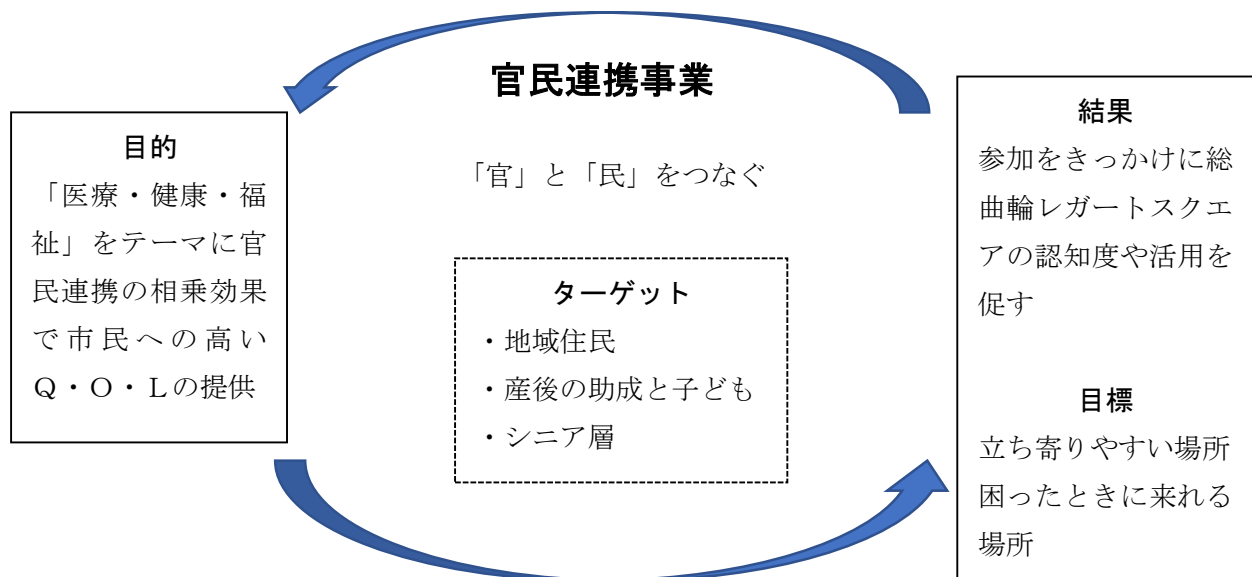 官民連携事業
「官」と「民」をつなぐ
目的
「医療・健康・福
祉」をテーマに官
民連携の相乗効果
で市民への高い
Ｑ・Ｏ・Ｌの提供
ターゲット
・地域住民
・産後の助成と子ども
・シニア層
結果
参加をきっかけに総
曲輪レガートスクエ
アの認知度や活用を
促す
目標
立ち寄りやすい場所
困ったときに来れる
場所